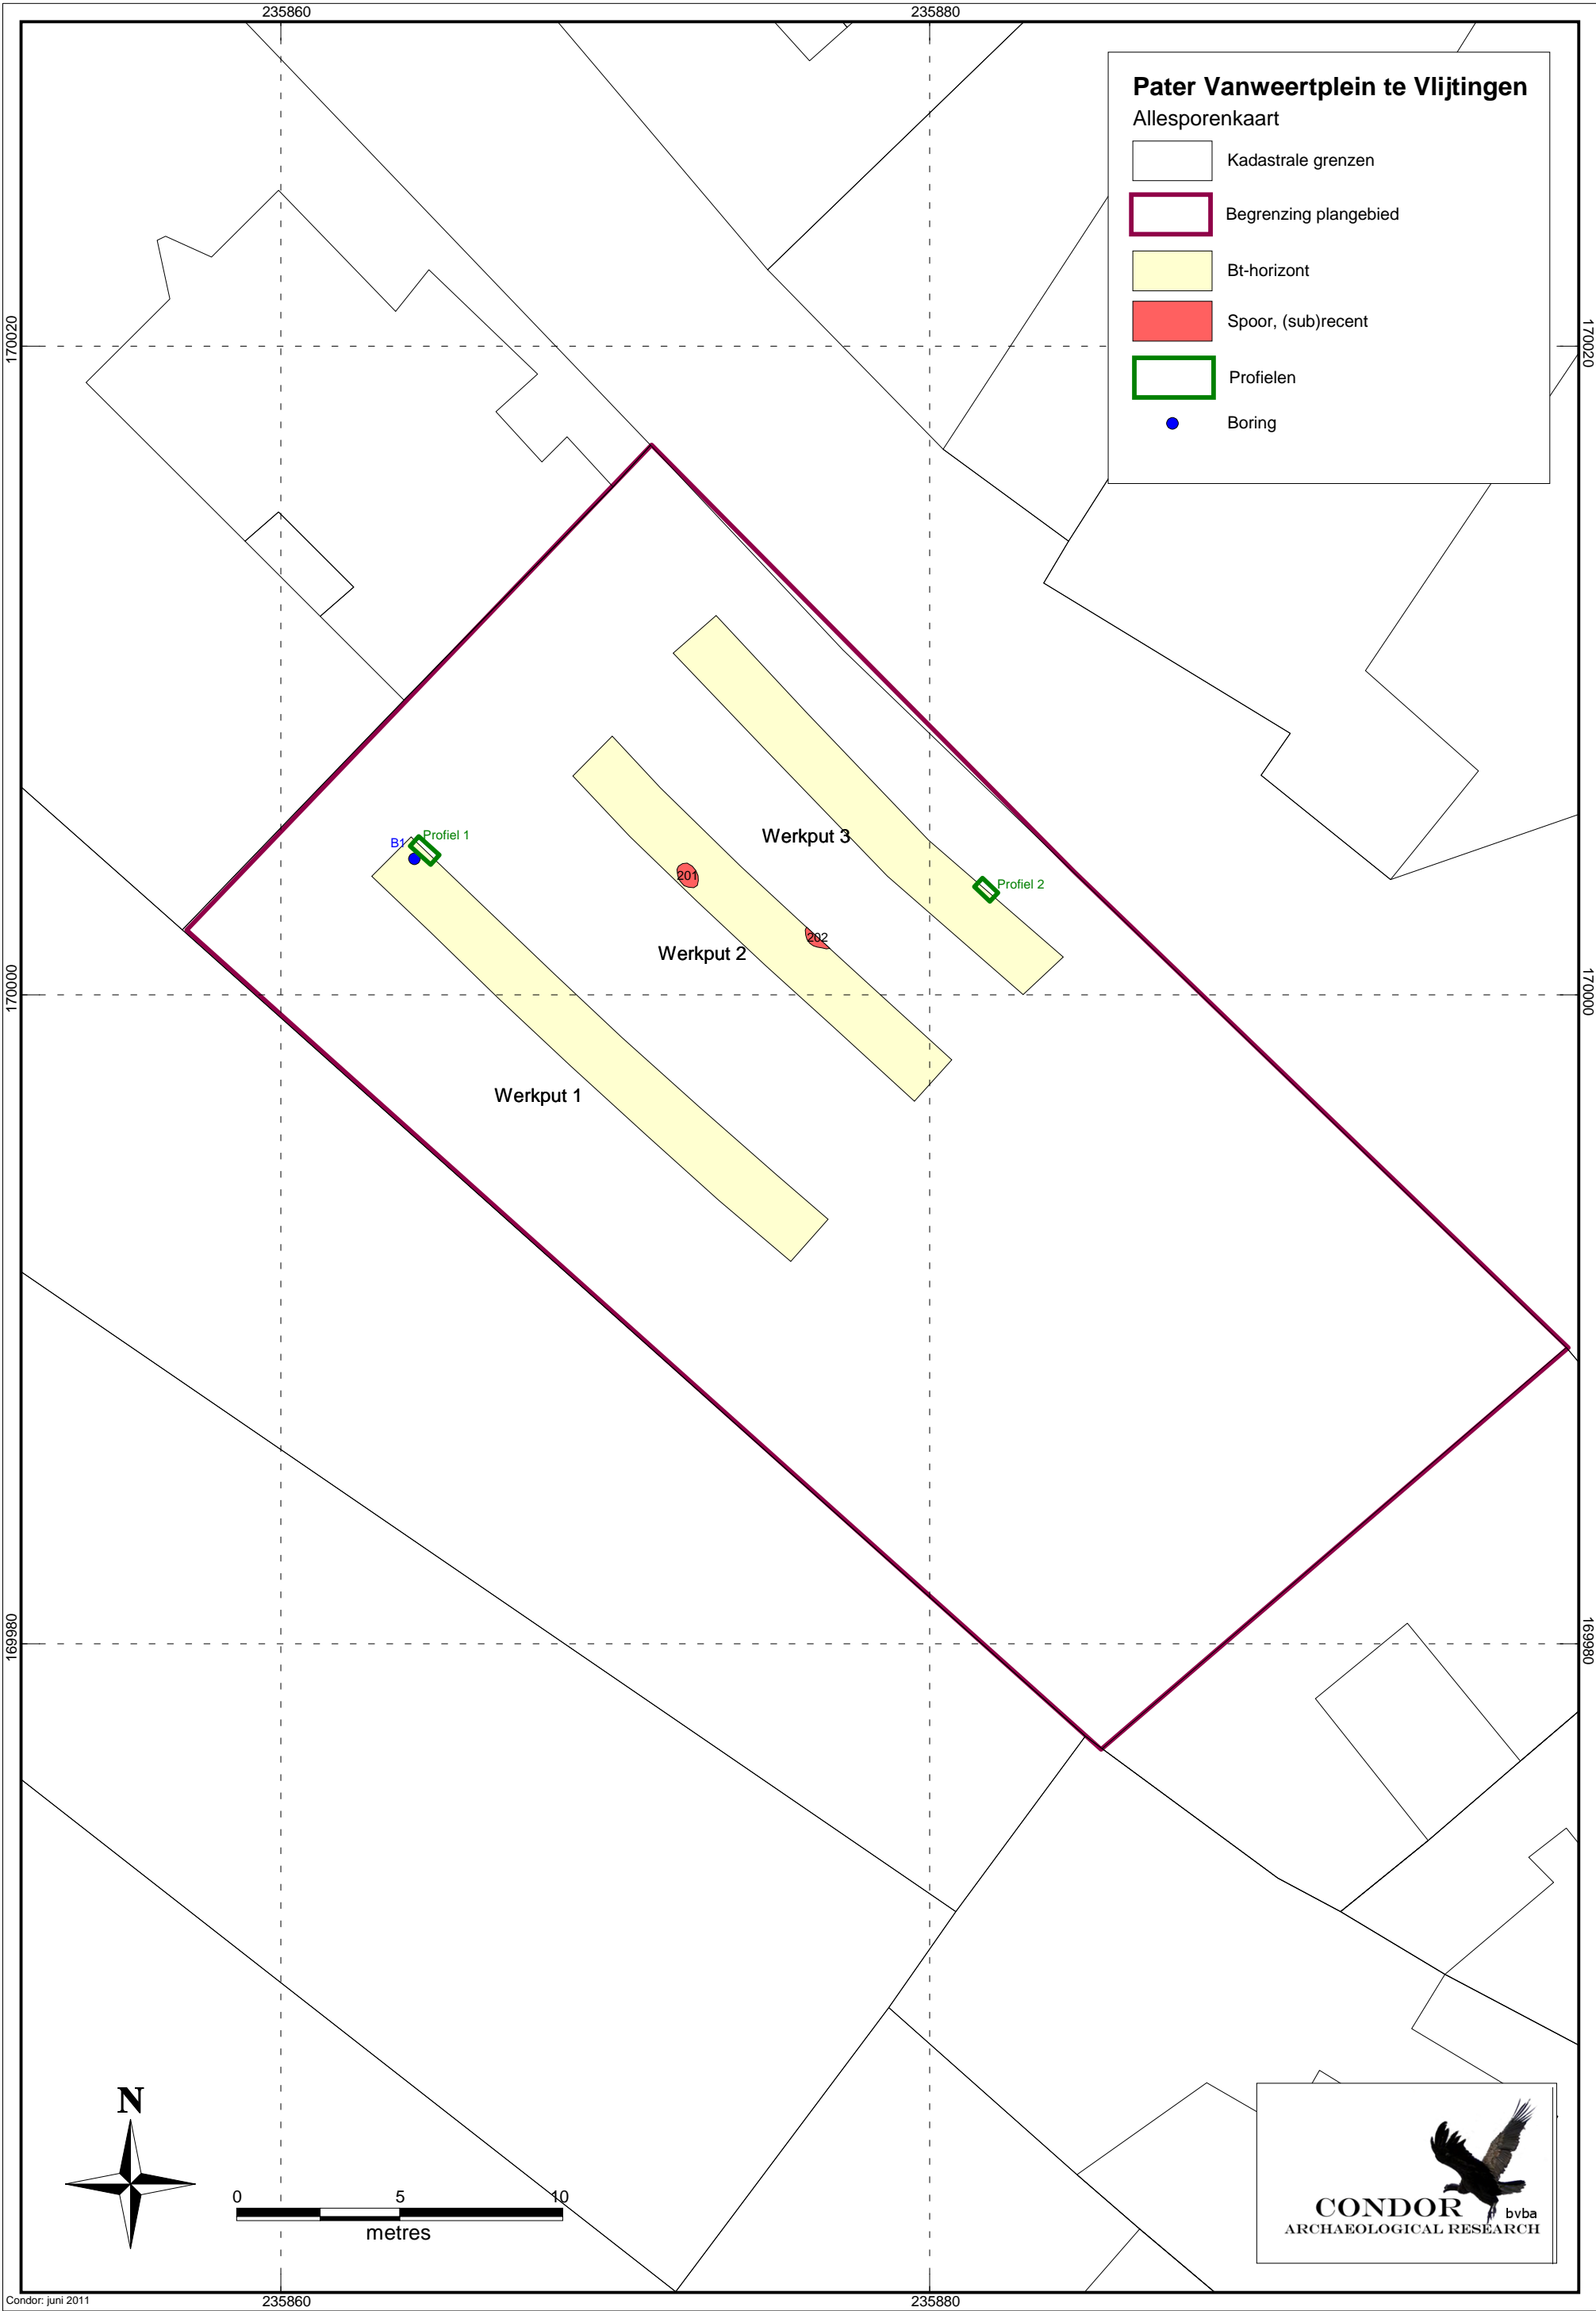 235860
235880
Pater Vanweertplein te Vlijtingen
Allesporenkaart
Kadastrale grenzen
Begrenzing plangebied
Bt-horizont
Spoor, (sub)recent
Profielen
Boring
170020
170020
B1
Profiel 1
Werkput 3
201
Profiel 2
202
Werkput 2
170000
170000
Werkput 1
169980
169980
N
0 5 10
metres
CONDOR bvba
ARCHAEOLOGICAL RESEARCH
Condor: juni 2011
235860
235880